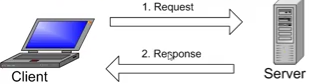 1. Request
2. Response
Client
Server